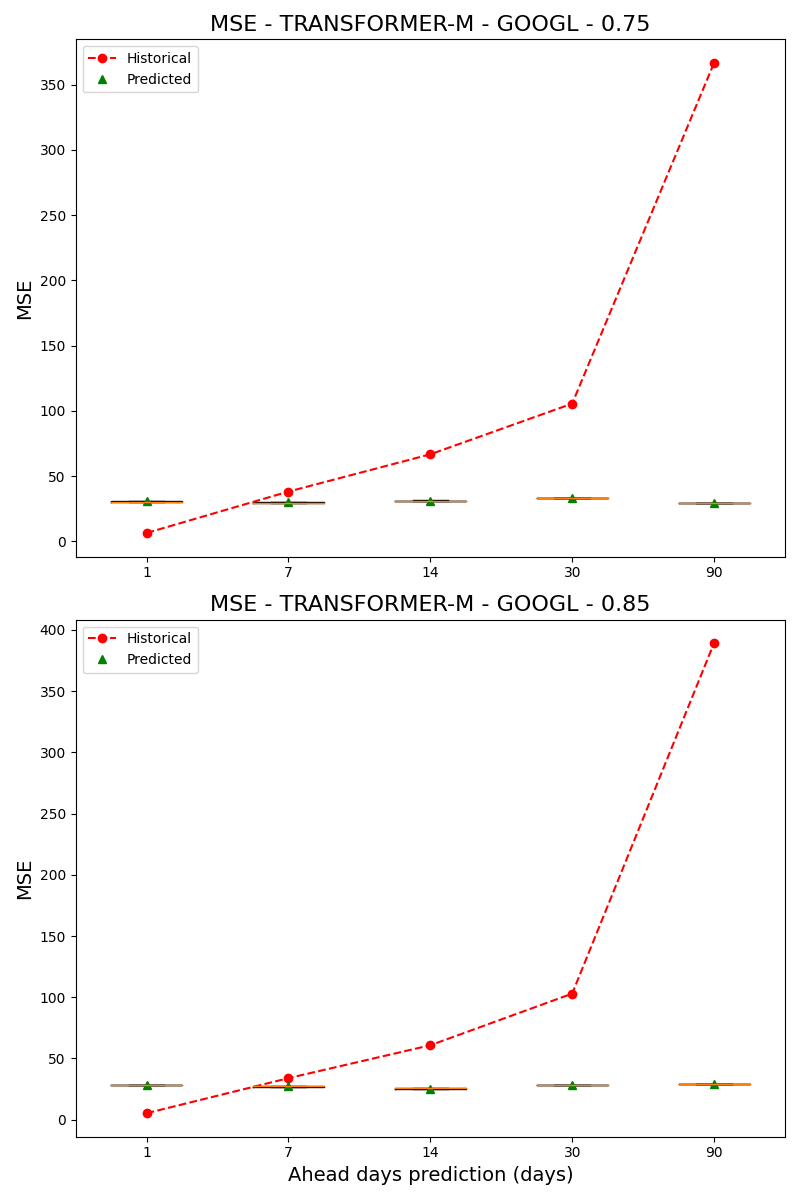 MSE - TRANSFORMER-M - GOOGL - 0.75
Historical
Predicted
350
300
250
200
150
100
50
0
MSE
1 7 14 30 90
MSE - TRANSFORMER-M - GOOGL - 0.85
Historical
Predicted
400
350
300
250
200
150
100
50
0
MSE
1 7 14 30 90
Ahead days prediction (days)